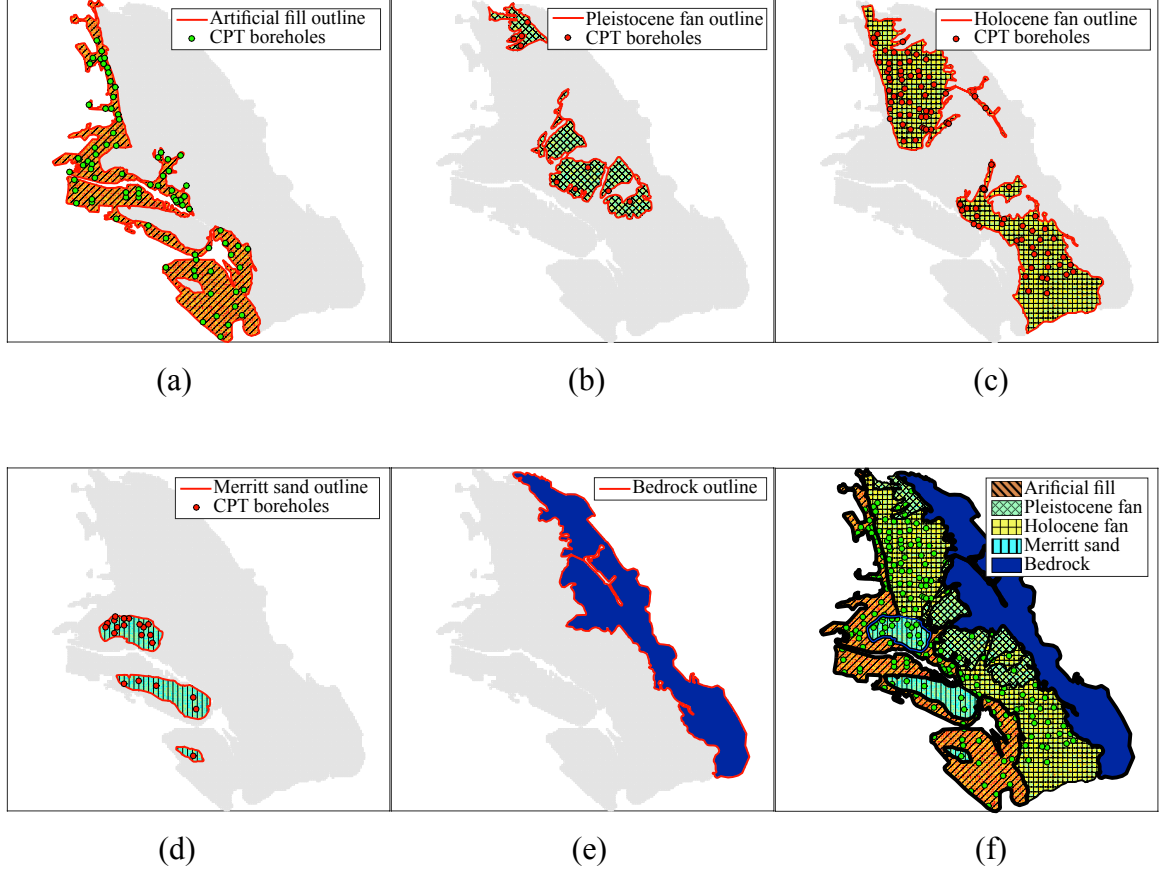 Artificial fill outline
CPT boreholes
Pleistocene fan outline
CPT boreholes
Holocene fan outline
CPT boreholes
(a)
(b)
(c)
Merritt sand outline
CPT boreholes
Bedrock outline
Arificial fill
Pleistocene fan
Holocene fan
Merritt sand
Bedrock
(d)
(e)
(f)